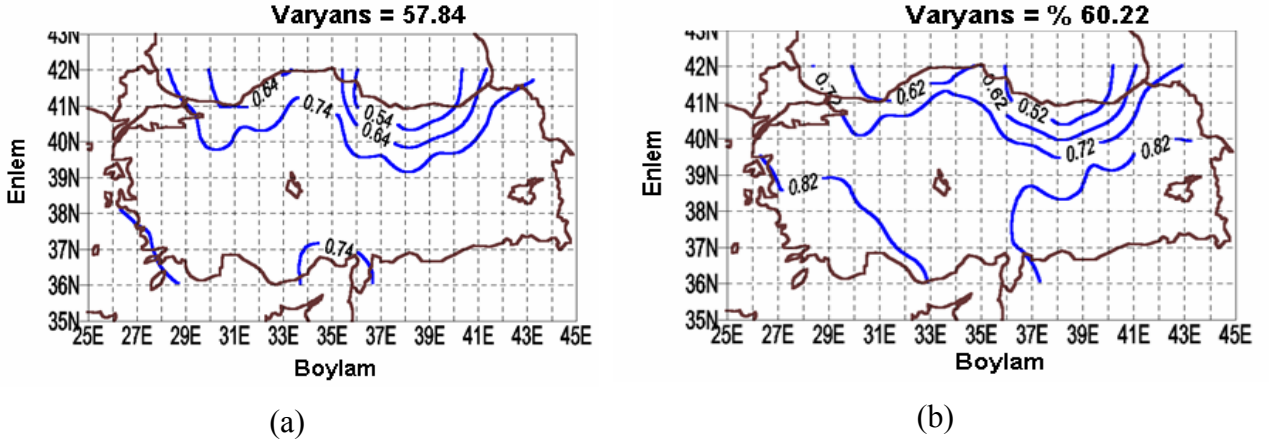 Varyans = 57.84
43N
42N
41N
40N
39N
38N
37N
36N
35N
25E 27E 29E 31E 33E 35E 37E 39E 41E 43E 45E
Enlem
Boylam
0.64
0.74
0.54
0.64
0.74
(a)
Varyans = % 60.22
43N
42N
41N
40N
39N
38N
37N
36N
35N
25E 27E 29E 31E 33E 35E 37E 39E 41E 43E 45E
Enlem
Boylam
0.62
0.62
0.52
0.72
0.82
0.82
(b)